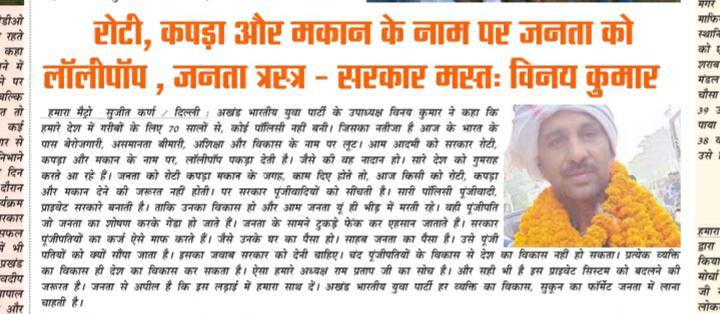 रोटी, कपड़ा और मकान के नाम पर जनता को
लॉलीपॉप , जनता त्रस्त्र - सरकार मस्तः विनय कुमार
हमारा मैट्रो सुजीत कर्ण / दिल्ली : अखंड भारतीय युवा पार्टी के उपाध्यक्ष विनय कुमार ने कहा कि
हमारे देश में गरीबों के लिए 70 सालों से, कोई पॉलिसी नही बनी। जिसका नतीजा है आज के भारत के
पास बेरोजगारी, असमानता बीमारी, अशिक्षा और विकास के नाम पर लूट। आम आदमी को सरकार रोटी,
कपड़ा और मकान के नाम पर, लॉलीपॉप पकड़ा देती है। जैसे की वह नादान हो। सारे देश को गुमराह
करते आ रहे हैं। जनता को रोटी कपड़ा मकान के जगह, काम दिए होते तो, आज किसी को रोटी, कपड़ा
और मकान देने की जरूरत नहीं होती। पर सरकार पूंजीवादियों को सींचती है। सारी पॉलिसी पूंजीवादी,
प्राइवेट सरकारे बनाती है। ताकि उनका विकास हो और आम जनता यूं ही भीड़ में मरती रहे। वही पूंजीपति
जो जनता का शोषण करके गेंडा हो जाते हैं। जनता के सामने टुकड़े फेंक कर एहसान जताते हैं। सरकार
पूंजीपतियों का कर्ज ऐसे माफ करते हैं। जैसे उनके घर का पैसा हो। साहब जनता का पैसा है। उसे पूंजी
पतियों को क्यों सौंपा जाता है। इसका जवाब सरकार को देनी चाहिए। चंद पूंजीपतियों के विकास से देश का विकास नहीं हो सकता। प्रत्येक व्यक्ति
का विकास ही देश का विकास कर सकता है। ऐसा हमारे अध्यक्ष राम प्रताप जी का सोच है। और सही भी है इस प्राइवेट सिस्टम को बदलने की
जरूरत है। जनता से अपील है कि इस लड़ाई में हमारा साथ दें। अखंड भारतीय युवा पार्टी हर व्यक्ति का विकास, सुकून का फॉर्मेट जनता में लाना
चाहती है।